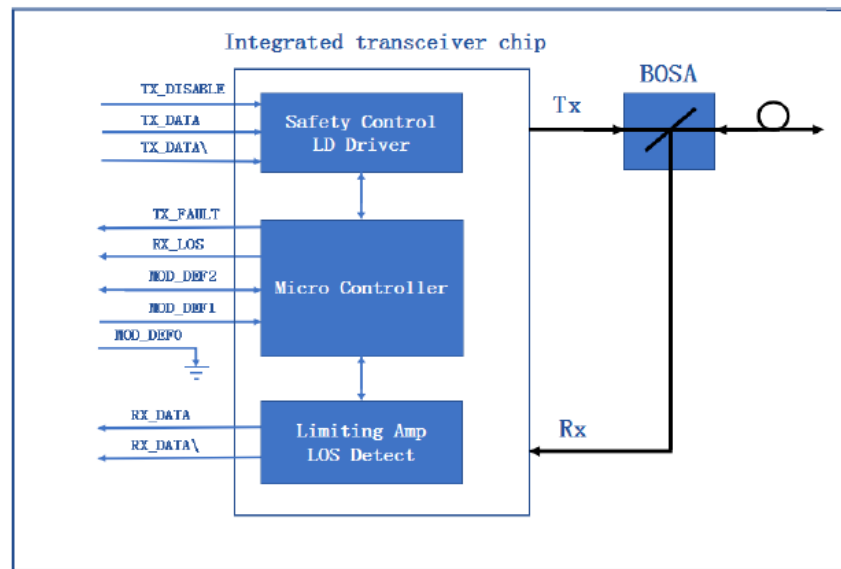 Integrated transceiver chip
BOSA
TX_DISABLE
TX_DATA
TX_DATA\
Safety Control
LD Driver
Tx
TX_FAULT
RX_LOS
MOD_DEF2
MOD_DEF1
MOD_DEF0
Micro Controller
RX_DATA
RX_DATA\
Limiting Amp
LOS Detect
Rx